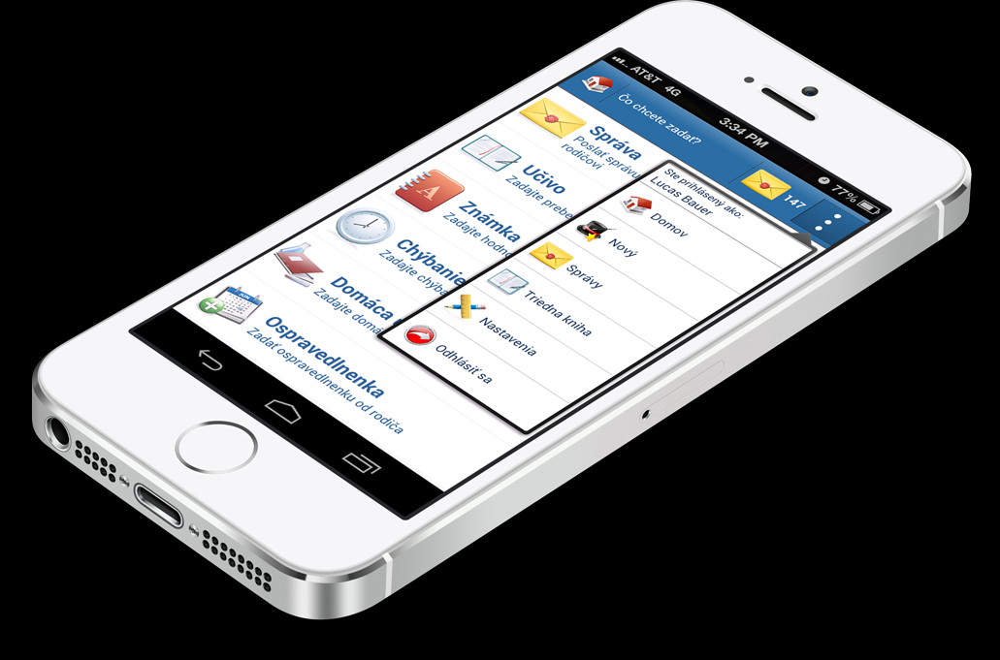 AT&T 4G 3:34 PM 77%
Čo chcete zadať?
147
Správa
Poslať správu
rodičovi
Učivo
Zadajte prebe
Známka
Zadajte hodno
Chýbanie
Zadajte chýba
Domáca
Zadajte domá
Ospravedlnenka
Zadať ospravedlnenku od rodiča
Ste prihlásený ako:
Lucas Bauer
Domov
Nový
Správy
Triedna kniha
Nastavenia
Odhlásiť sa
A